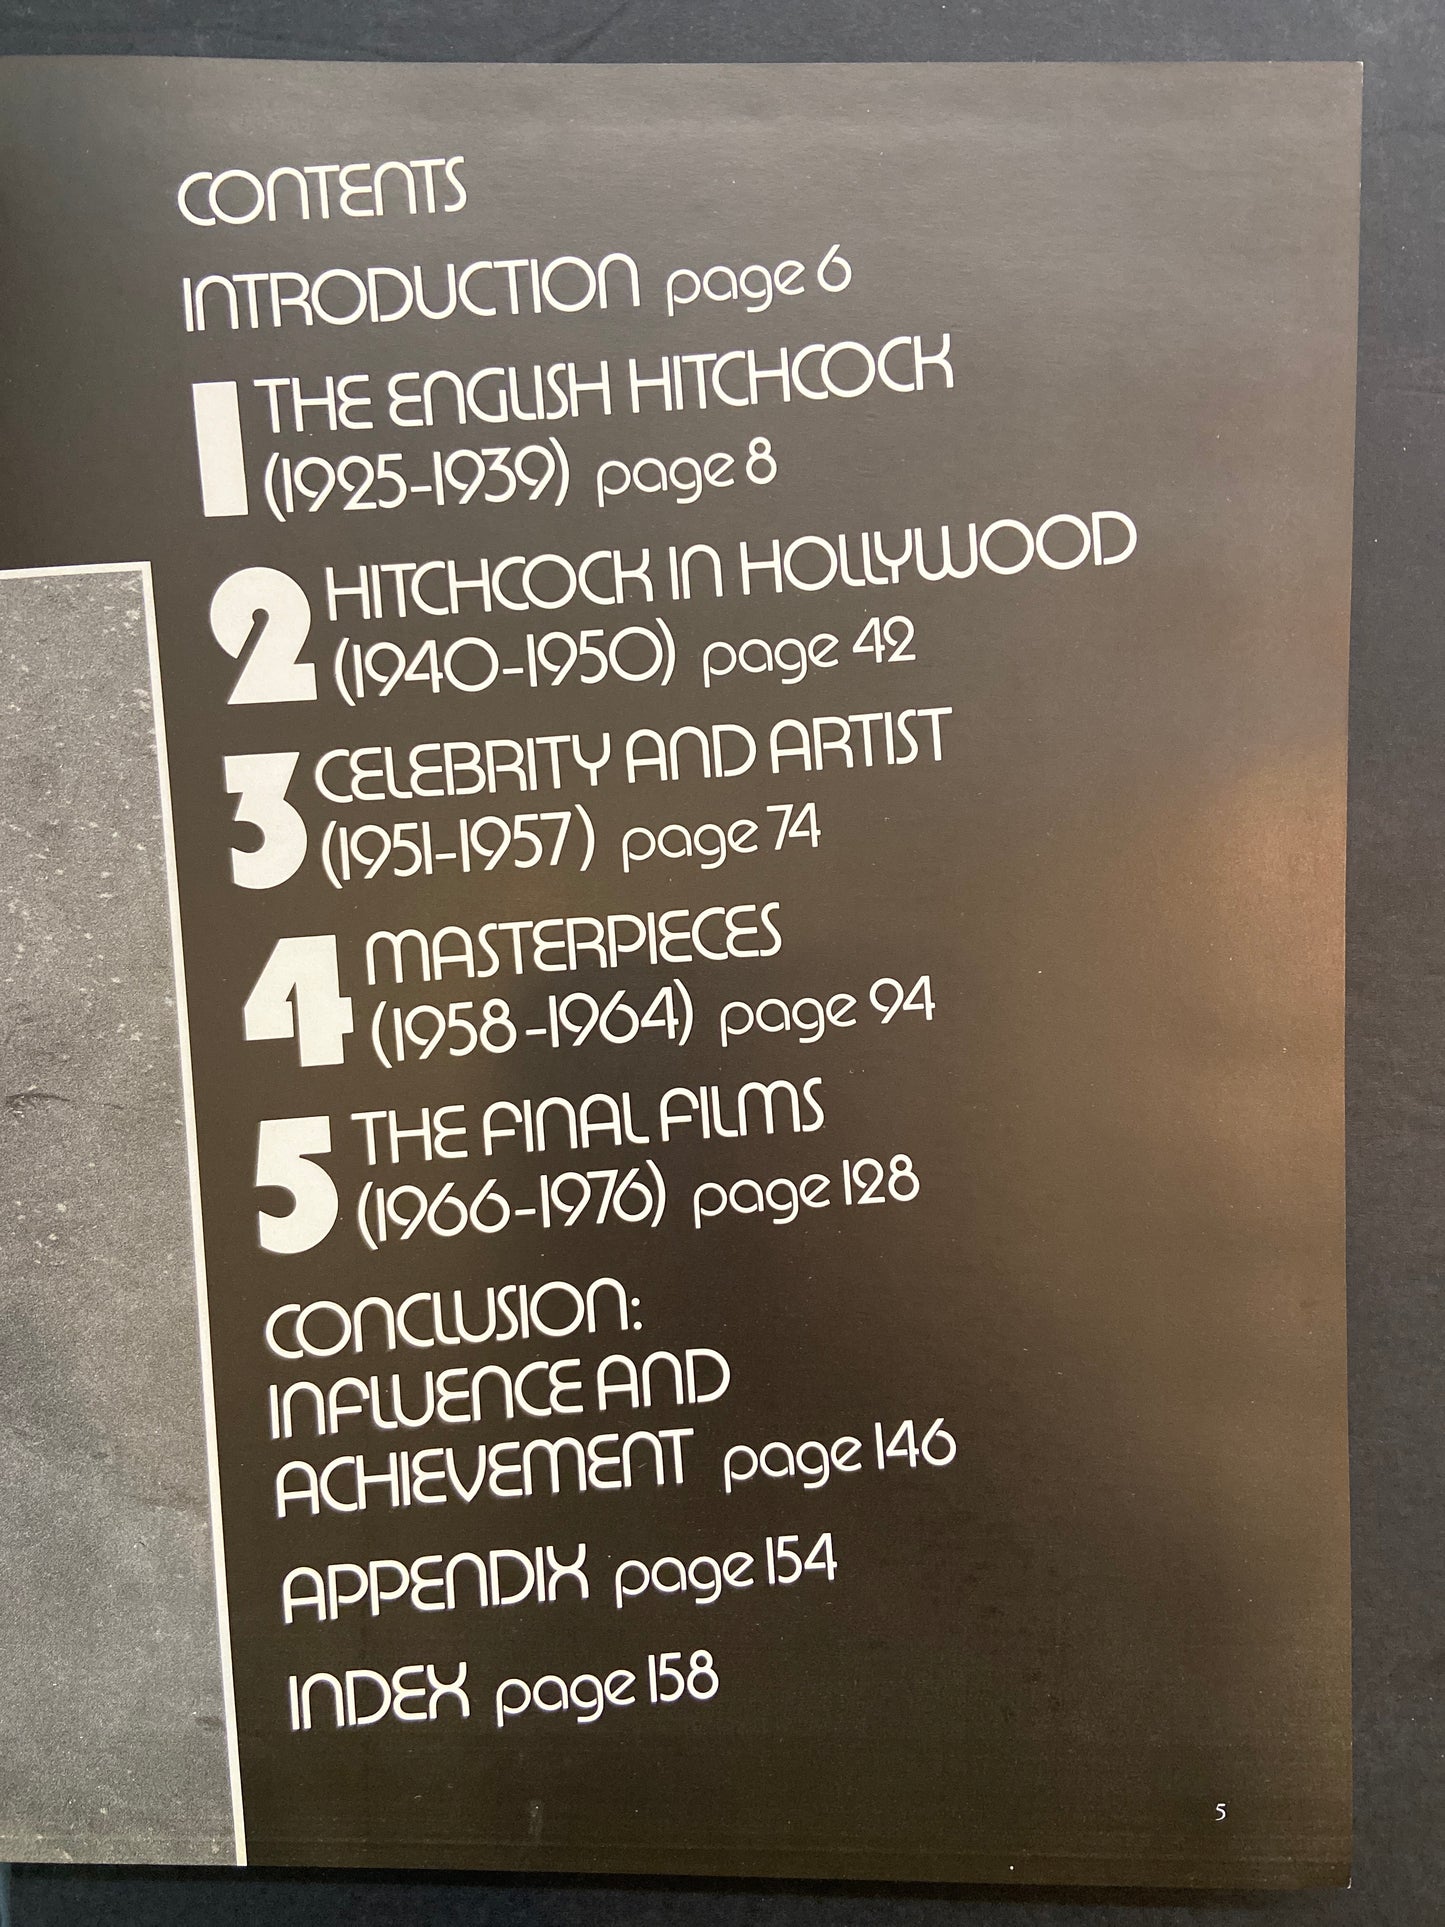 CONTENTS
INTRODUCTION page 6
1 THE ENGLISH HITCHCOCK
(1925-1939) page 8
2 HITCHCOCK IN HOLLYWOOD
(1940-1950) page 42
3 CELEBRITY AND ARTIST
(1951-1957) page 74
4 MASTERPIECES
(1958-1964) page 94
5 THE FINAL FILMS
(1966-1976) page 128
CONCLUSION:
INFLUENCE AND
ACHIEVEMENT page 146
APPENDIX page 154
INDEX page 158
5